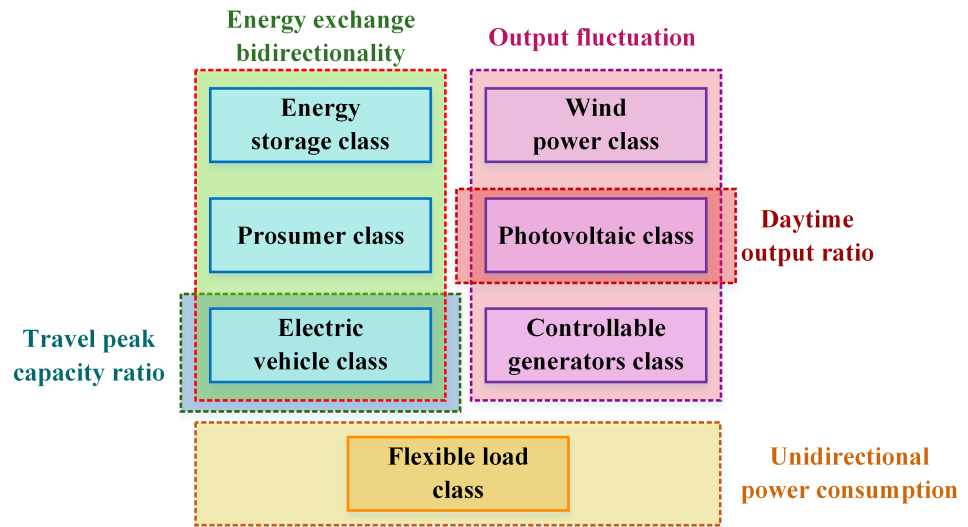 Energy exchange
bidirectionality
Output fluctuation
Energy
storage class
Wind
power class
Prosumer class
Photovoltaic class
Daytime
output ratio
Travel peak
capacity ratio
Electric
vehicle class
Controllable
generators class
Flexible load
class
Unidirectional
power consumption